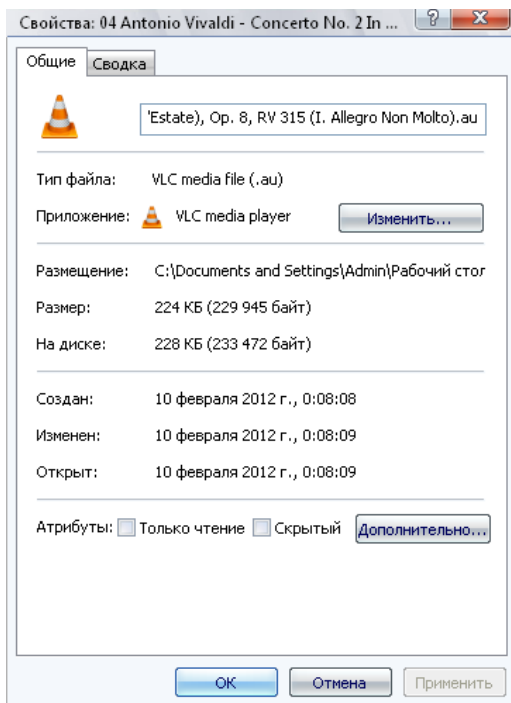 Свойства: 04 Antonio Vivaldi - Concerto No. 2 In ...
Общие Сводка
'Estate), Op. 8, RV 315 (I. Allegro Non Molto).au
Тип файла: VLC media file (.au)
Приложение: VLC media player Изменить...
Размещение: C:\Documents and Settings\Admin\Рабочий стол
Размер: 224 КБ (229 945 байт)
На диске: 228 КБ (233 472 байт)
Создан: 10 февраля 2012 г., 0:08:08
Изменен: 10 февраля 2012 г., 0:08:09
Открыт: 10 февраля 2012 г., 0:08:09
Атрибуты: Только чтение Скрытый Дополнительно...
ОК Отмена Применить